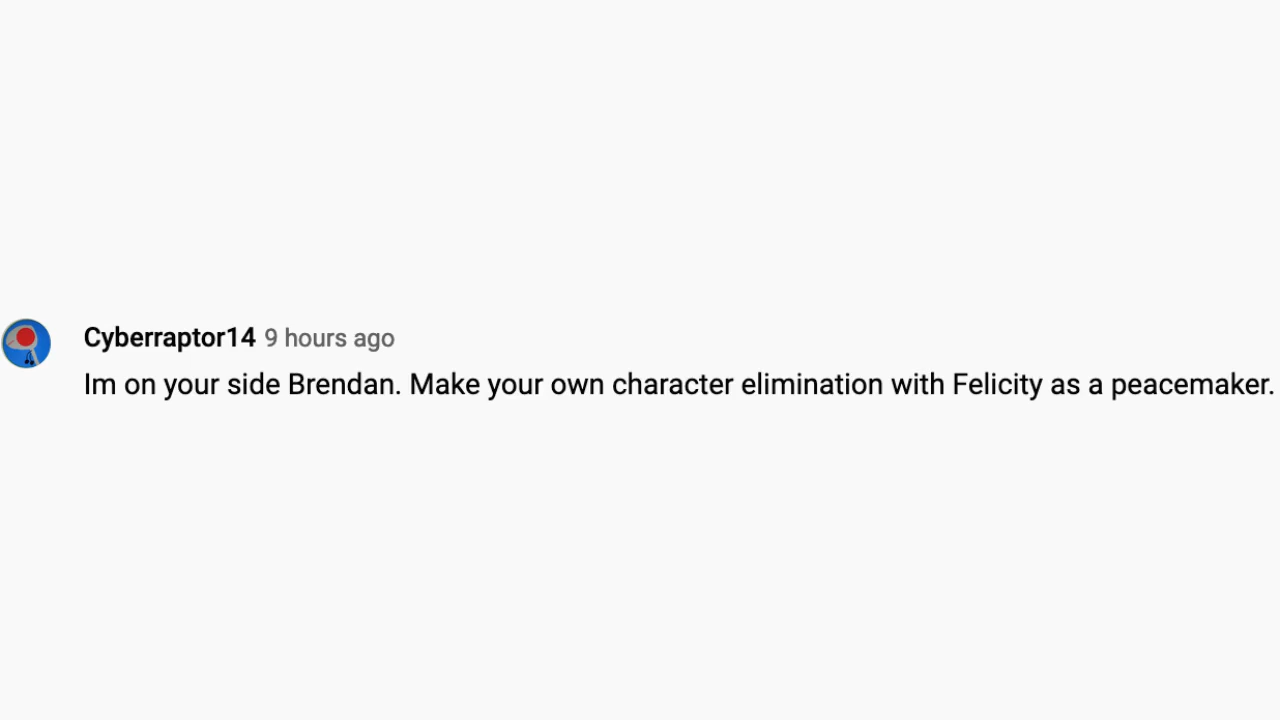 Cyberraptor14 9 hours ago
Im on your side Brendan. Make your own character elimination with Felicity as a peacemaker.